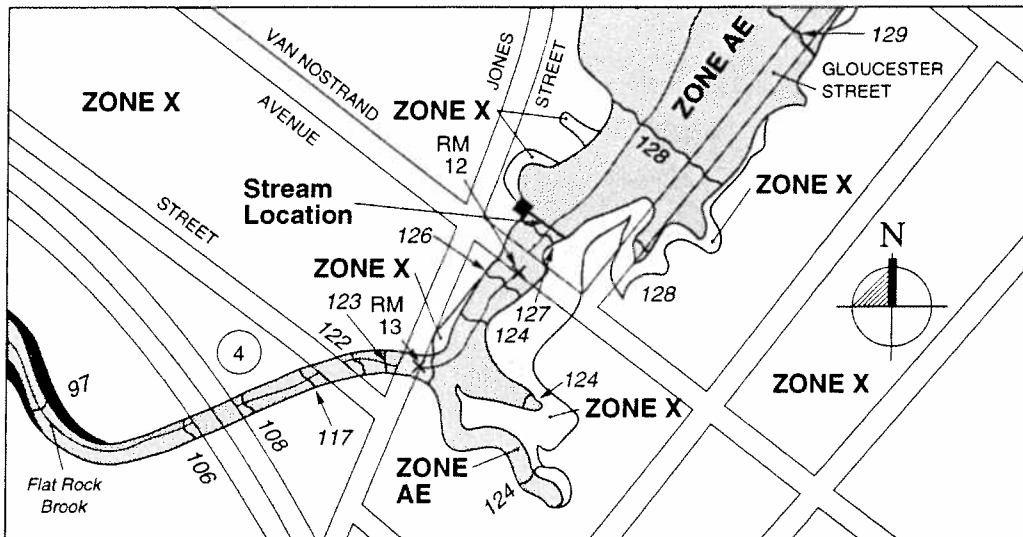 129
VAN NOSTRAND
JONES
STREET
ZONE AE
GLOUCESTER
STREET
ZONE X
AVENUE
ZONE X
RM
12
128
ZONE X
Stream
Location
STREET
N
126
ZONE X
128
123
RM
13
127
124
122
4
124
ZONE X
ZONE X
97
117
108
106
ZONE
AE
124
Flat Rock
Brook